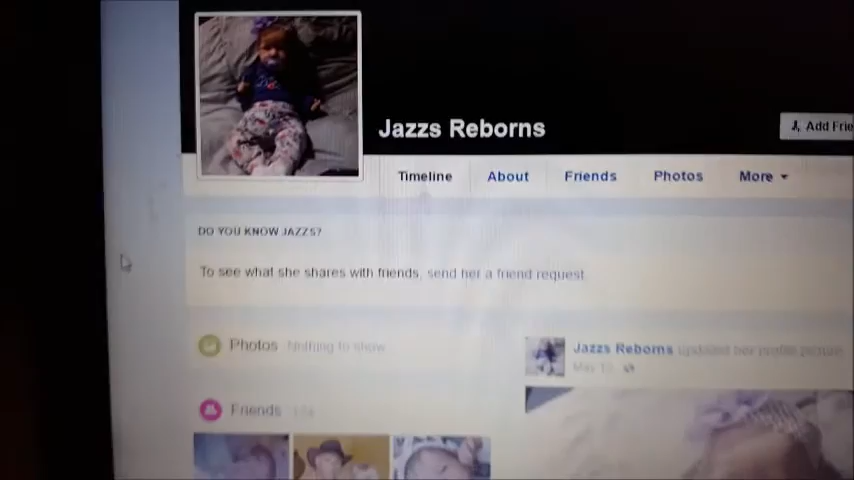 Jazzs Reborns
Add Frie
Timeline About Friends Photos More
DO YOU KNOW JAZZS?
To see what she shares with friends, send her a friend request.
Photos Nothing to show
Jazzs Reborns updated her profile picture.
May
Friends